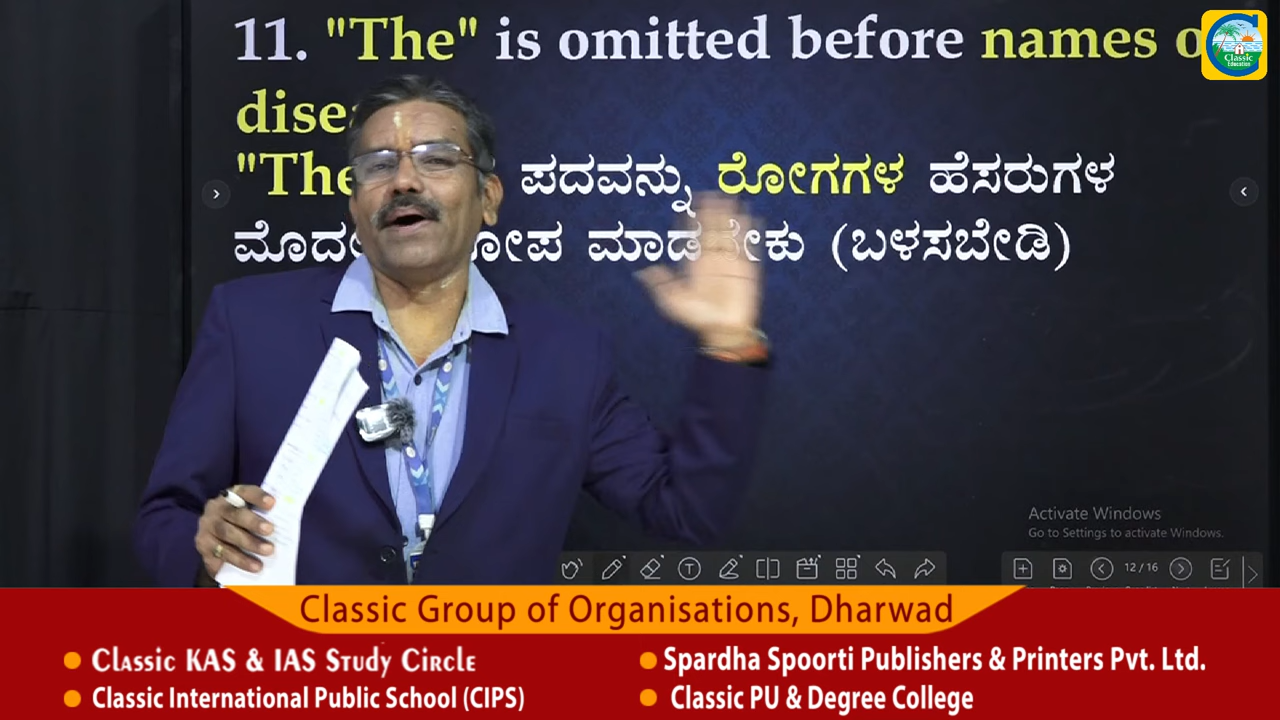 11. "The" is omitted before names
"The ಪದವನ್ನು ರೋಗಗಳ ಹೆಸರುಗಳ
ಮಾಡಬೇಕು (ಬಳಸಬೇಡಿ)
Classic
Education
Activate Windows
Go to Settings to activate Windows.
12 / 16
Classic Group of Organisations, Dharwad
Classic KAS & IAS Study Circle
Spardha Spoorti Publishers & Printers Pvt. Ltd.
Classic International Public School (CIPS)
Classic PU & Degree College